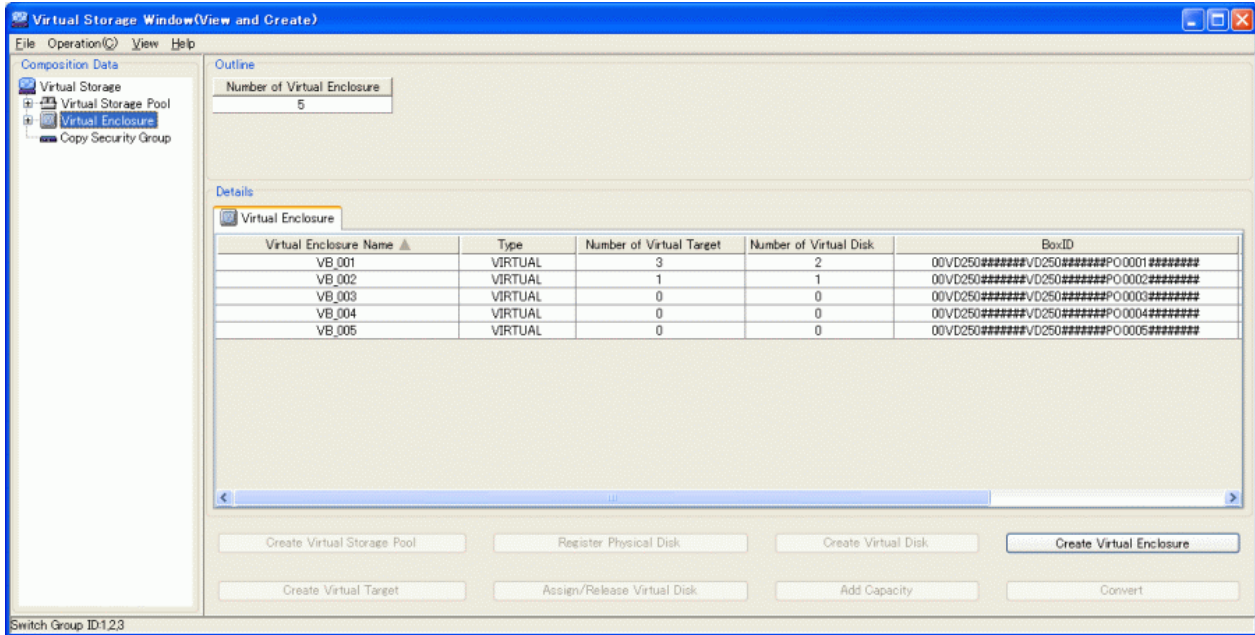 Virtual Storage Window(View and Create)
File Operation(C) View Help
Composition Data
Virtual Storage
Virtual Storage Pool
Virtual Enclosure
Copy Security Group
Outline
Number of Virtual Enclosure
5
Details
Virtual Enclosure
Virtual Enclosure Name Type Number of Virtual Target Number of Virtual Disk BoxID
VB_001 VIRTUAL 3 2 00VD250#######VD250#######PO0001########
VB_002 VIRTUAL 1 1 00VD250#######VD250#######PO0002########
VB_003 VIRTUAL 0 0 00VD250#######VD250#######PO0003########
VB_004 VIRTUAL 0 0 00VD250#######VD250#######PO0004########
VB_005 VIRTUAL 0 0 00VD250#######VD250#######PO0005########
Create Virtual Storage Pool Register Physical Disk Create Virtual Disk Create Virtual Enclosure
Create Virtual Target Assign/Release Virtual Disk Add Capacity Convert
Switch Group ID:1,2,3